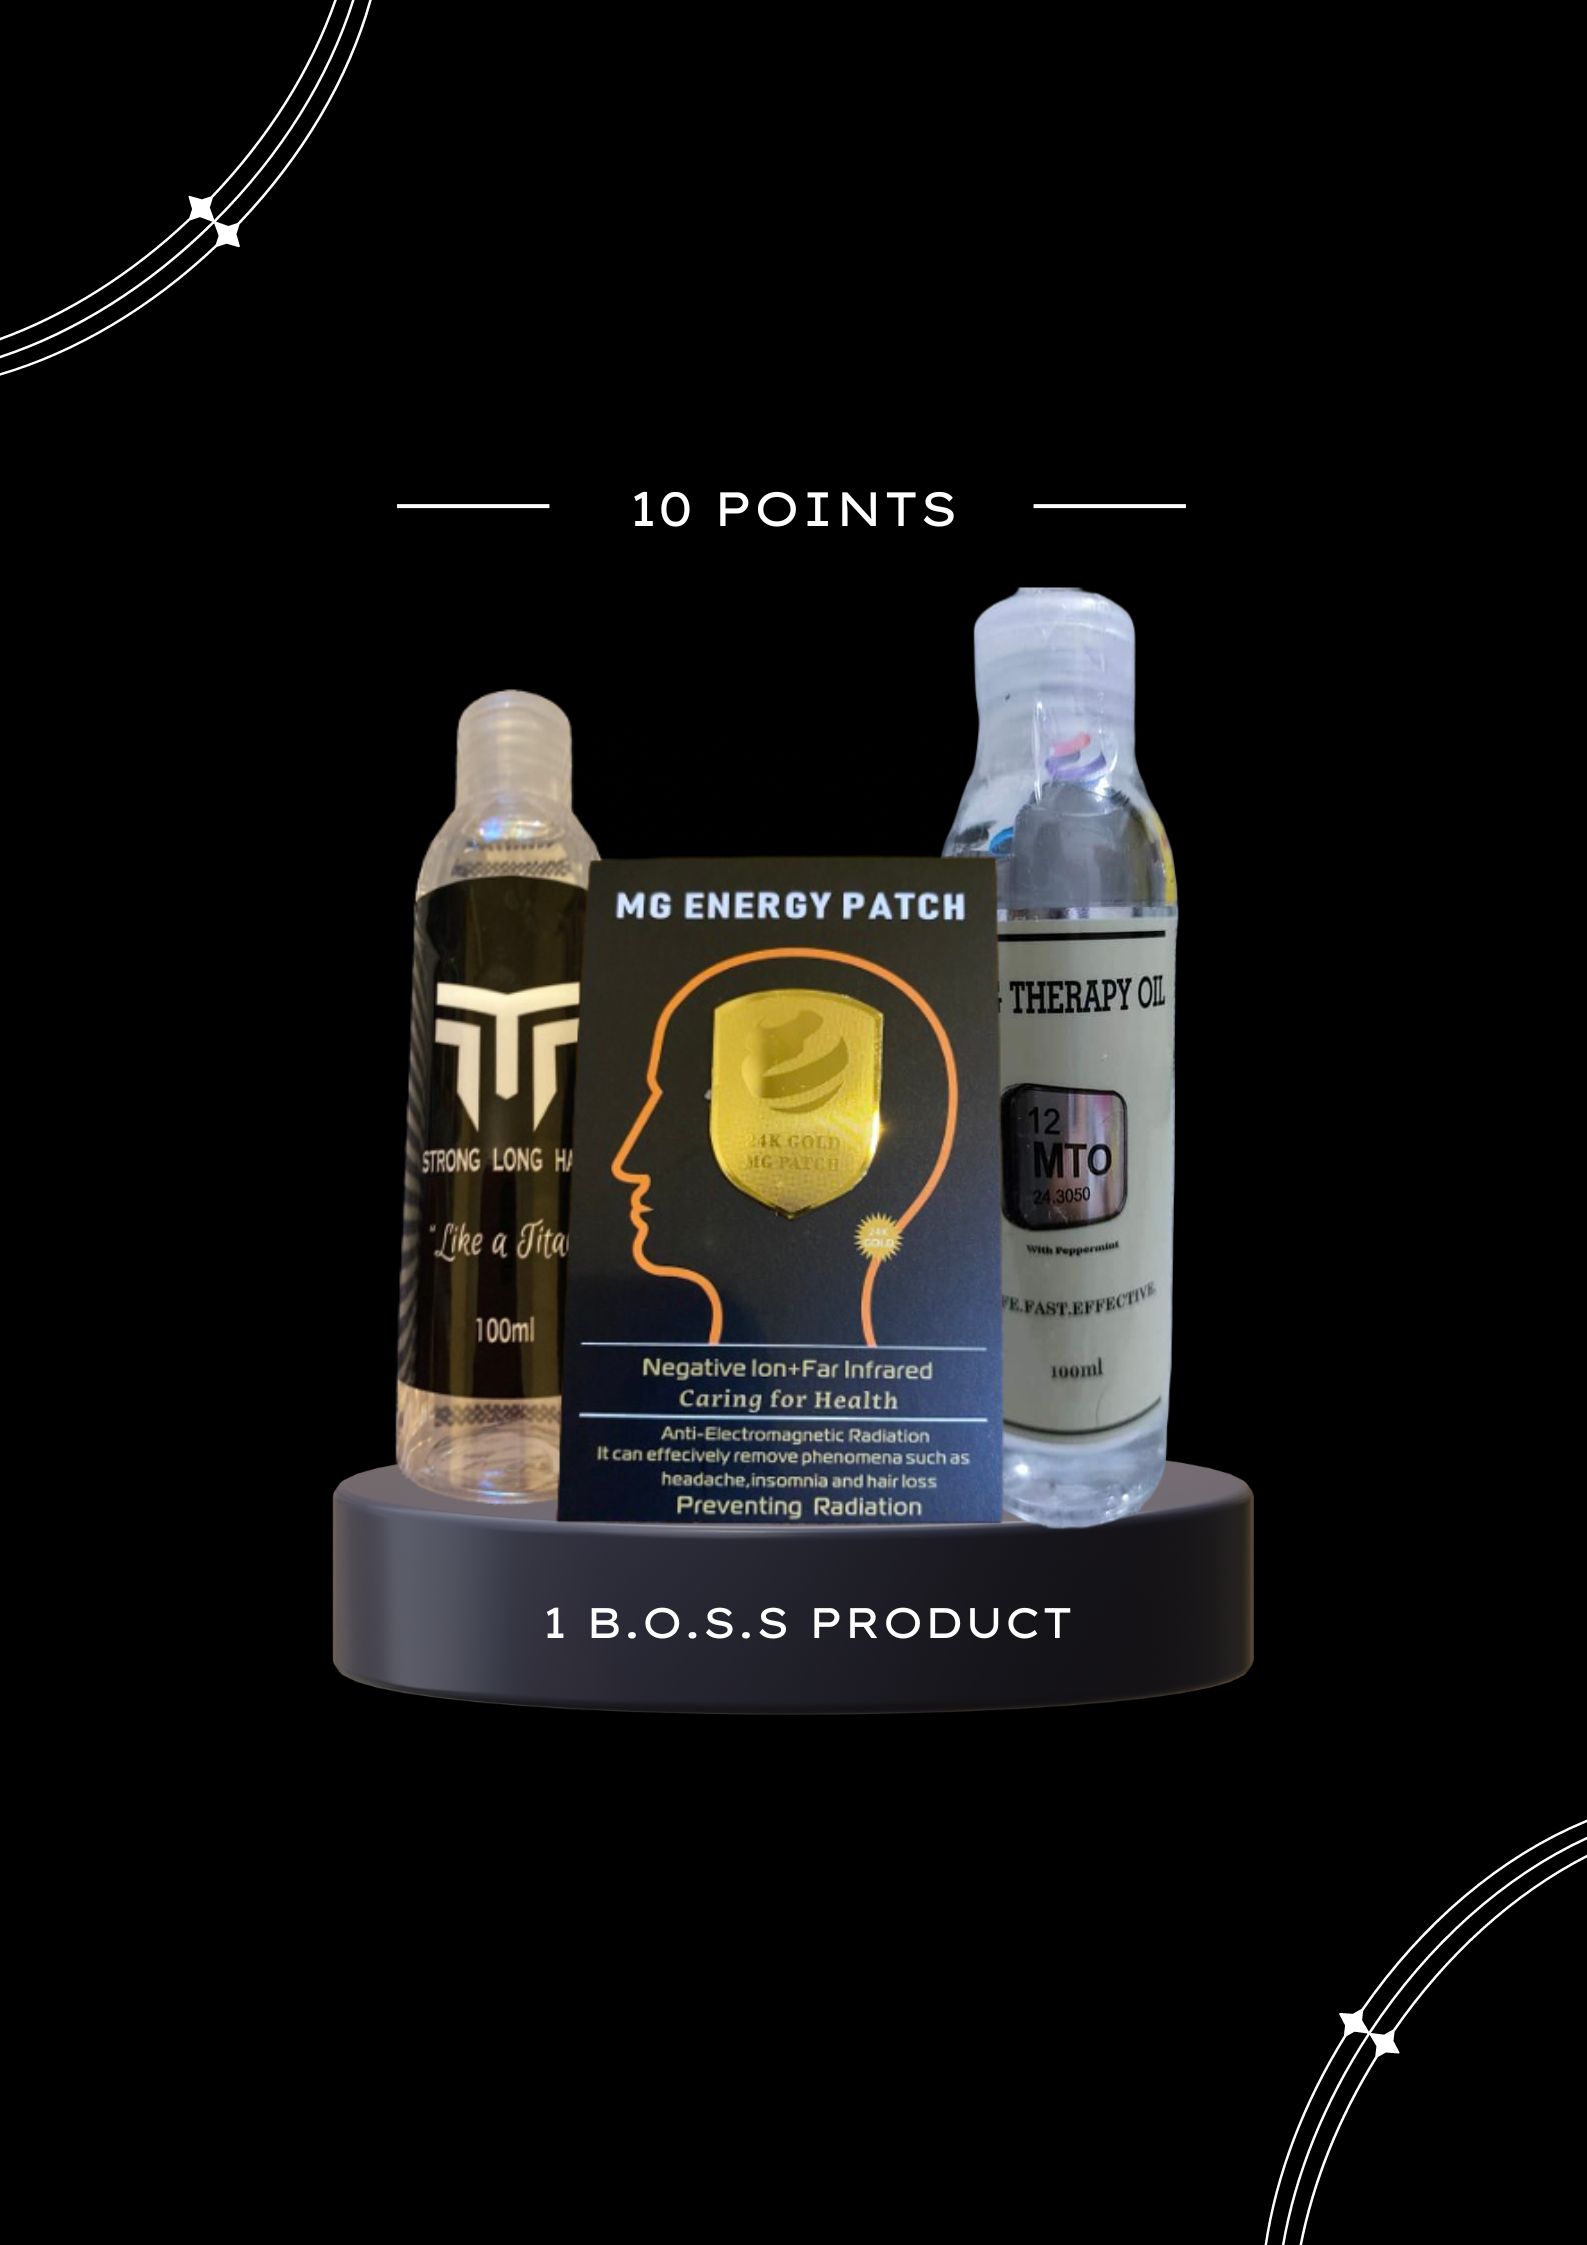 10 POINTS
STRONG LONG HA
"Like a Tita
100ml
MG ENERGY PATCH
24K GOLD
MG PATCH
24K
GOLD
Negative Ion+Far Infrared
Caring for Health
Anti-Electromagnetic Radiation
It can effecively remove phenomena such as
headache,insomnia and hair loss
Preventing Radiation
THERAPY OIL
12
MTO
24.3050
With Peppermint
FE.FAST.EFFECTIVE.
100ml
1 B.O.S.S PRODUCT